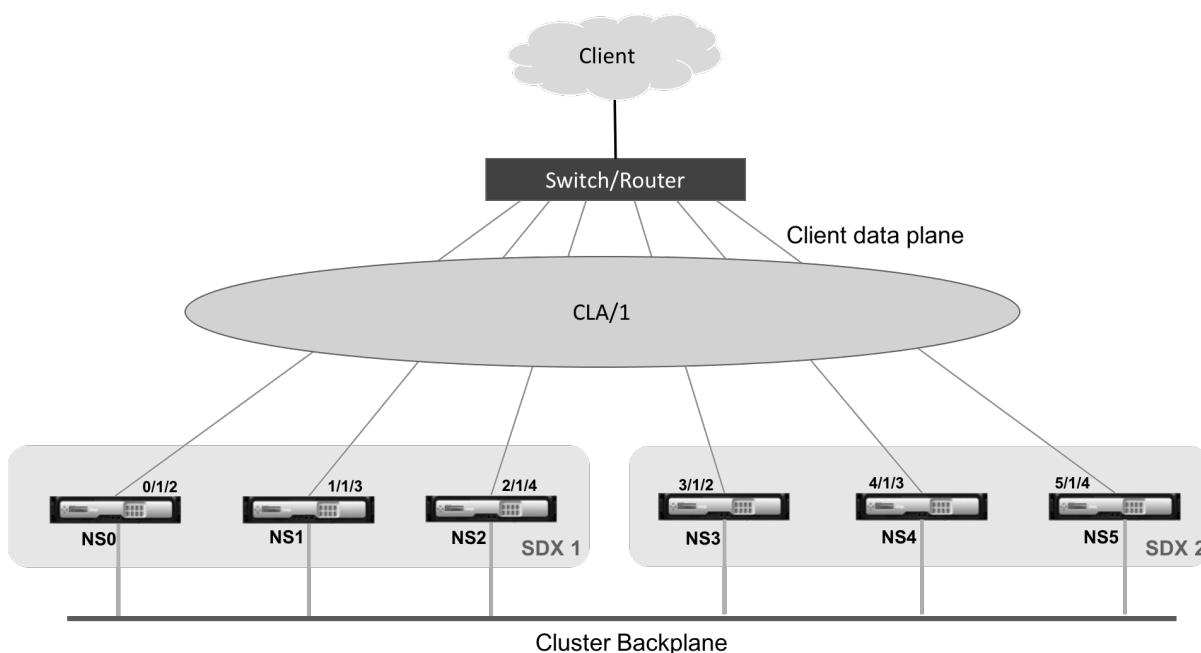 Client
Switch/Router
Client data plane
CLA/1
0/1/2
1/1/3
2/1/4
3/1/2
4/1/3
5/1/4
NS0
NS1
NS2
SDX 1
NS3
NS4
NS5
SDX 2
Cluster Backplane